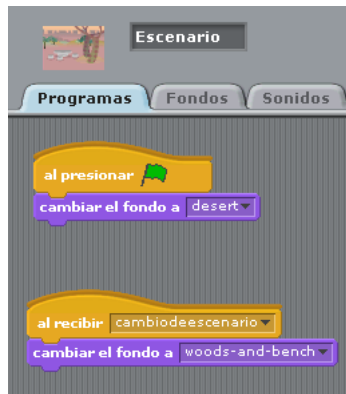 Escenario
Programas Fondos Sonidos
al presionar
cambiar el fondo a desert
al recibir cambiodeescenario
cambiar el fondo a woods-and-bench